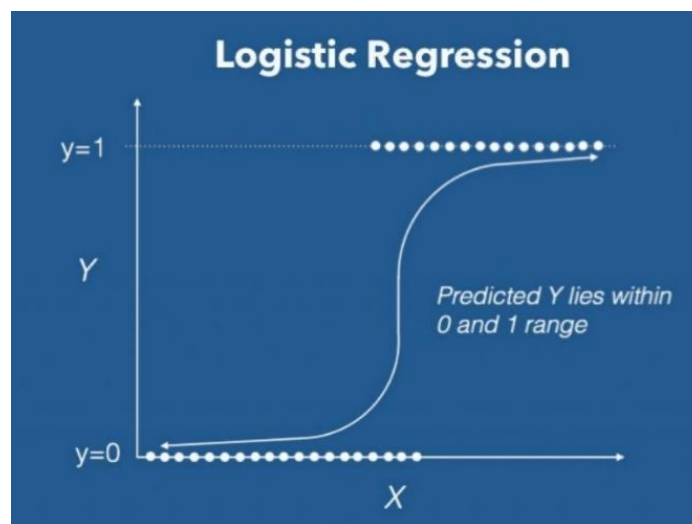 Logistic Regression
y=1
Y
Predicted Y lies within
0 and 1 range
y=0
X